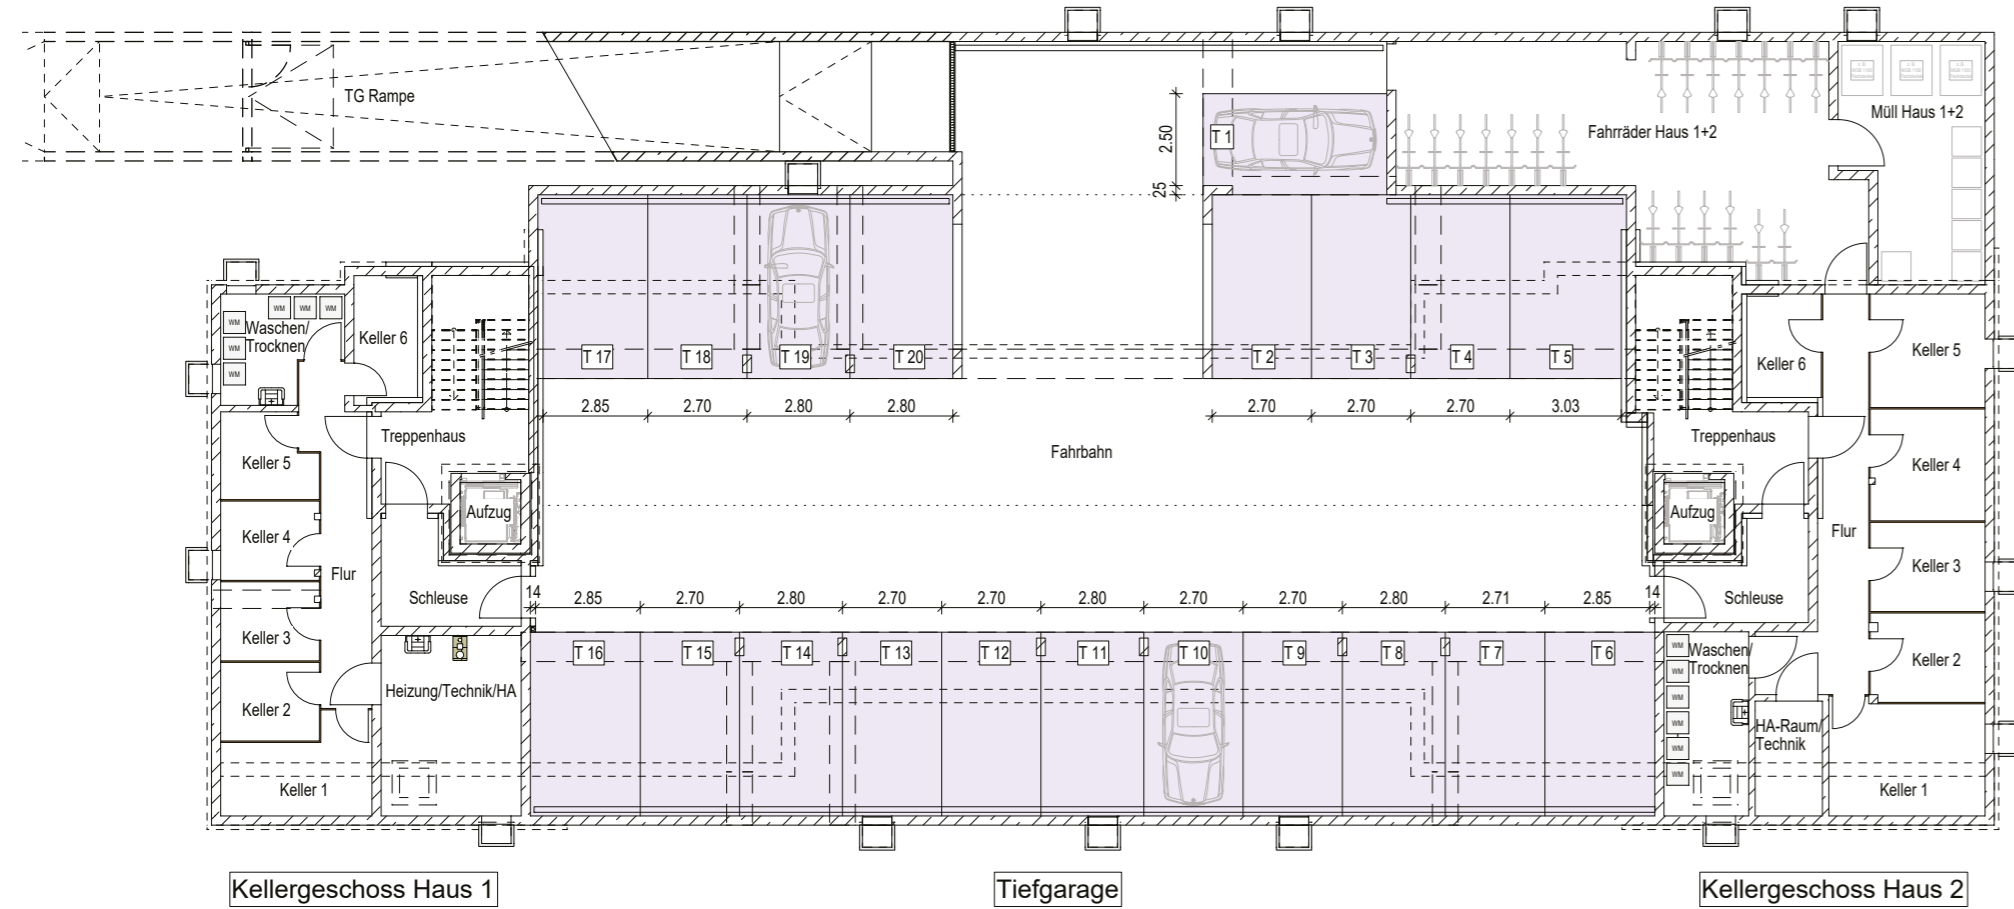 TG Rampe
T 1
2.50
25
Fahrräder Haus 1+2
Müll Haus 1+2
WM WM WM
WM
WM
WM
Waschen/
Trocknen
Keller 6
T 17 T 18 T 19 T 20
T 2 T 3 T 4 T 5
Keller 6
Keller 5
2.85 2.70 2.80 2.80
2.70 2.70 2.70 3.03
Treppenhaus
Fahrbahn
Treppenhaus
Keller 5
Keller 4
Aufzug
Aufzug
Keller 4
Flur
Flur
Keller 3
Schleuse
Schleuse
14 2.85 2.70 2.80 2.70 2.70 2.80 2.70 2.70 2.80 2.71 2.85 14
Keller 3
T 16 T 15 T 14 T 13 T 12 T 11 T 10 T 9 T 8 T 7 T 6
WM
WM
WM
WM
WM
WM
Waschen/
Trocknen
Keller 2
Heizung/Technik/HA
Keller 2
HA-Raum/
Technik
Keller 1
Keller 1
Kellergeschoss Haus 1
Tiefgarage
Kellergeschoss Haus 2